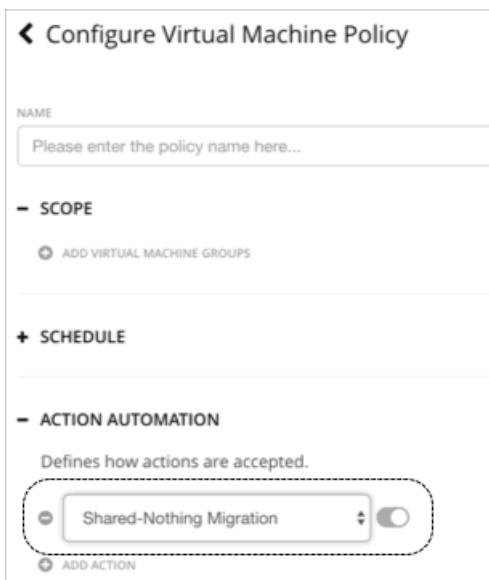 Configure Virtual Machine Policy
NAME
Please enter the policy name here...
SCOPE
ADD VIRTUAL MACHINE GROUPS
SCHEDULE
ACTION AUTOMATION
Defines how actions are accepted.
Shared-Nothing Migration
ADD ACTION